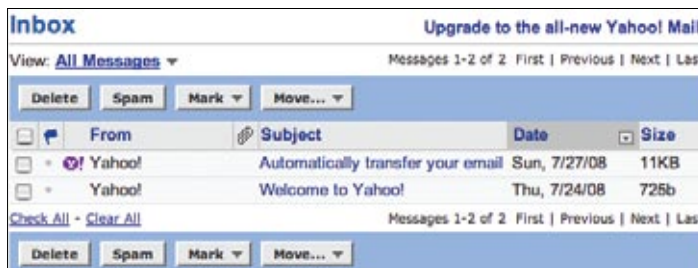 Inbox Upgrade to the all-new Yahoo! Mail
View: All Messages Messages 1-2 of 2 First | Previous | Next | Las
Delete Spam Mark Move...
From Subject Date Size
Y! Yahoo! Automatically transfer your email Sun, 7/27/08 11KB
Yahoo! Welcome to Yahoo! Thu, 7/24/08 725b
Check All - Clear All Messages 1-2 of 2 First | Previous | Next | Las
Delete Spam Mark Move...